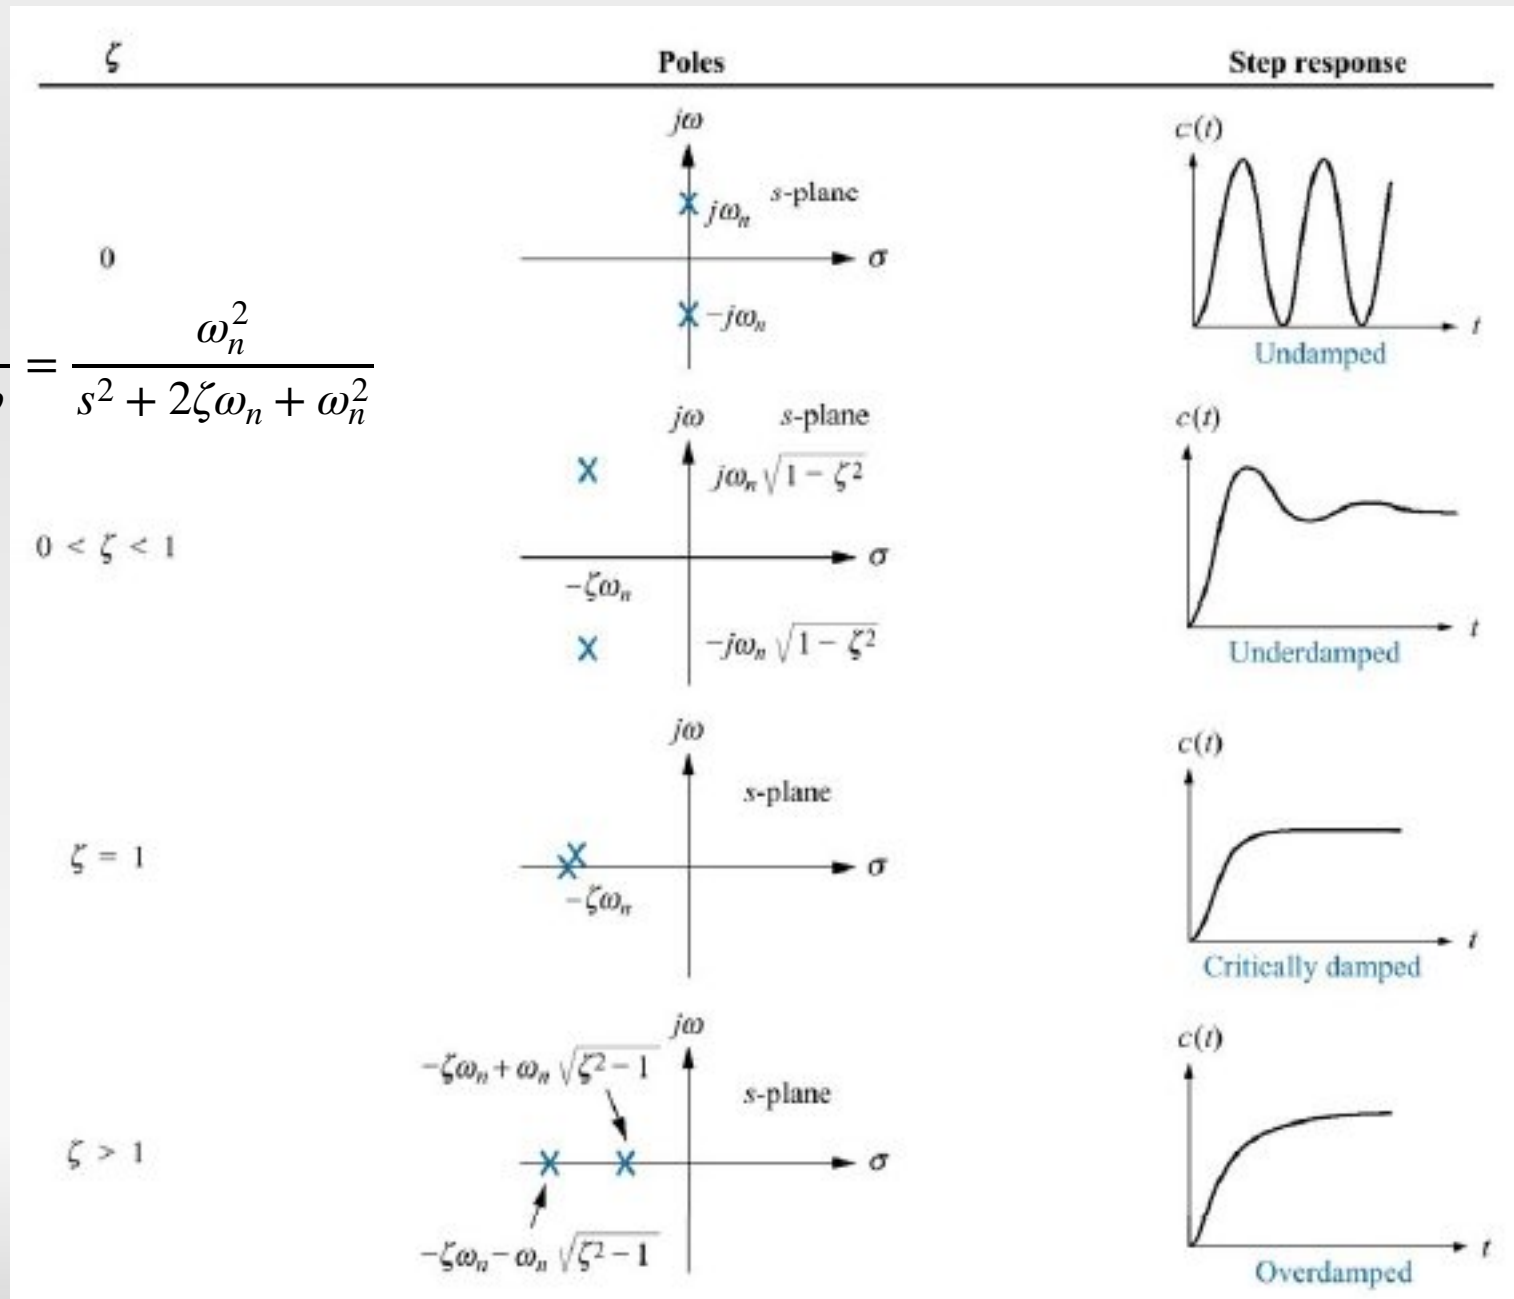 ζ Poles Step response
jω
s-plane
jωₙ
σ
−jωₙ
0
c(t)
t
Undamped
= ωₙ² / (s² + 2ζωₙ + ωₙ²)
jω s-plane
jωₙ √(1 − ζ²)
σ
−ζωₙ
−jωₙ √(1 − ζ²)
0 < ζ < 1
c(t)
t
Underdamped
jω
s-plane
σ
−ζωₙ
ζ = 1
c(t)
t
Critically damped
jω
−ζωₙ + ωₙ √(ζ² − 1)
s-plane
σ
−ζωₙ − ωₙ √(ζ² − 1)
ζ > 1
c(t)
t
Overdamped